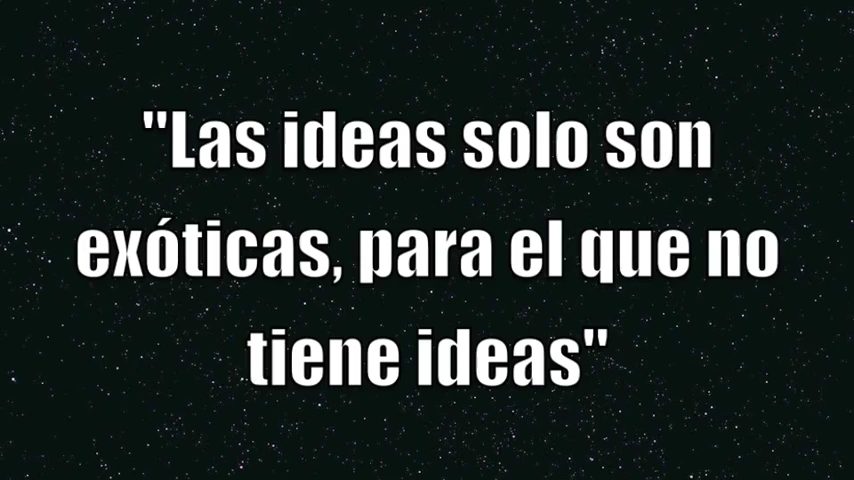 "Las ideas solo son
exóticas, para el que no
tiene ideas"